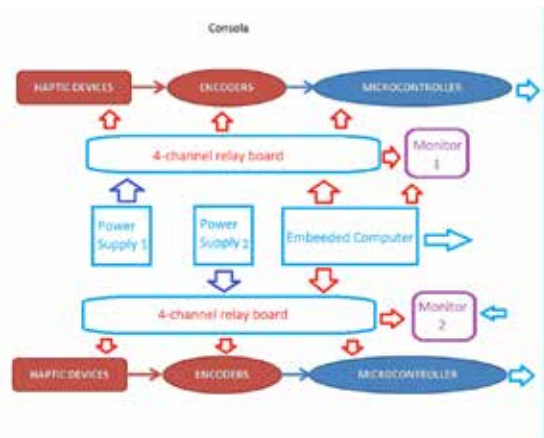 Consola
HAPTIC DEVICES
ENCODERS
MICROCONTROLLER
4-channel relay board
Monitor
1
Power
Supply 1
Power
Supply 2
Embeeded Computer
4-channel relay board
Monitor
2
HAPTIC DEVICES
ENCODERS
MICROCONTROLLER